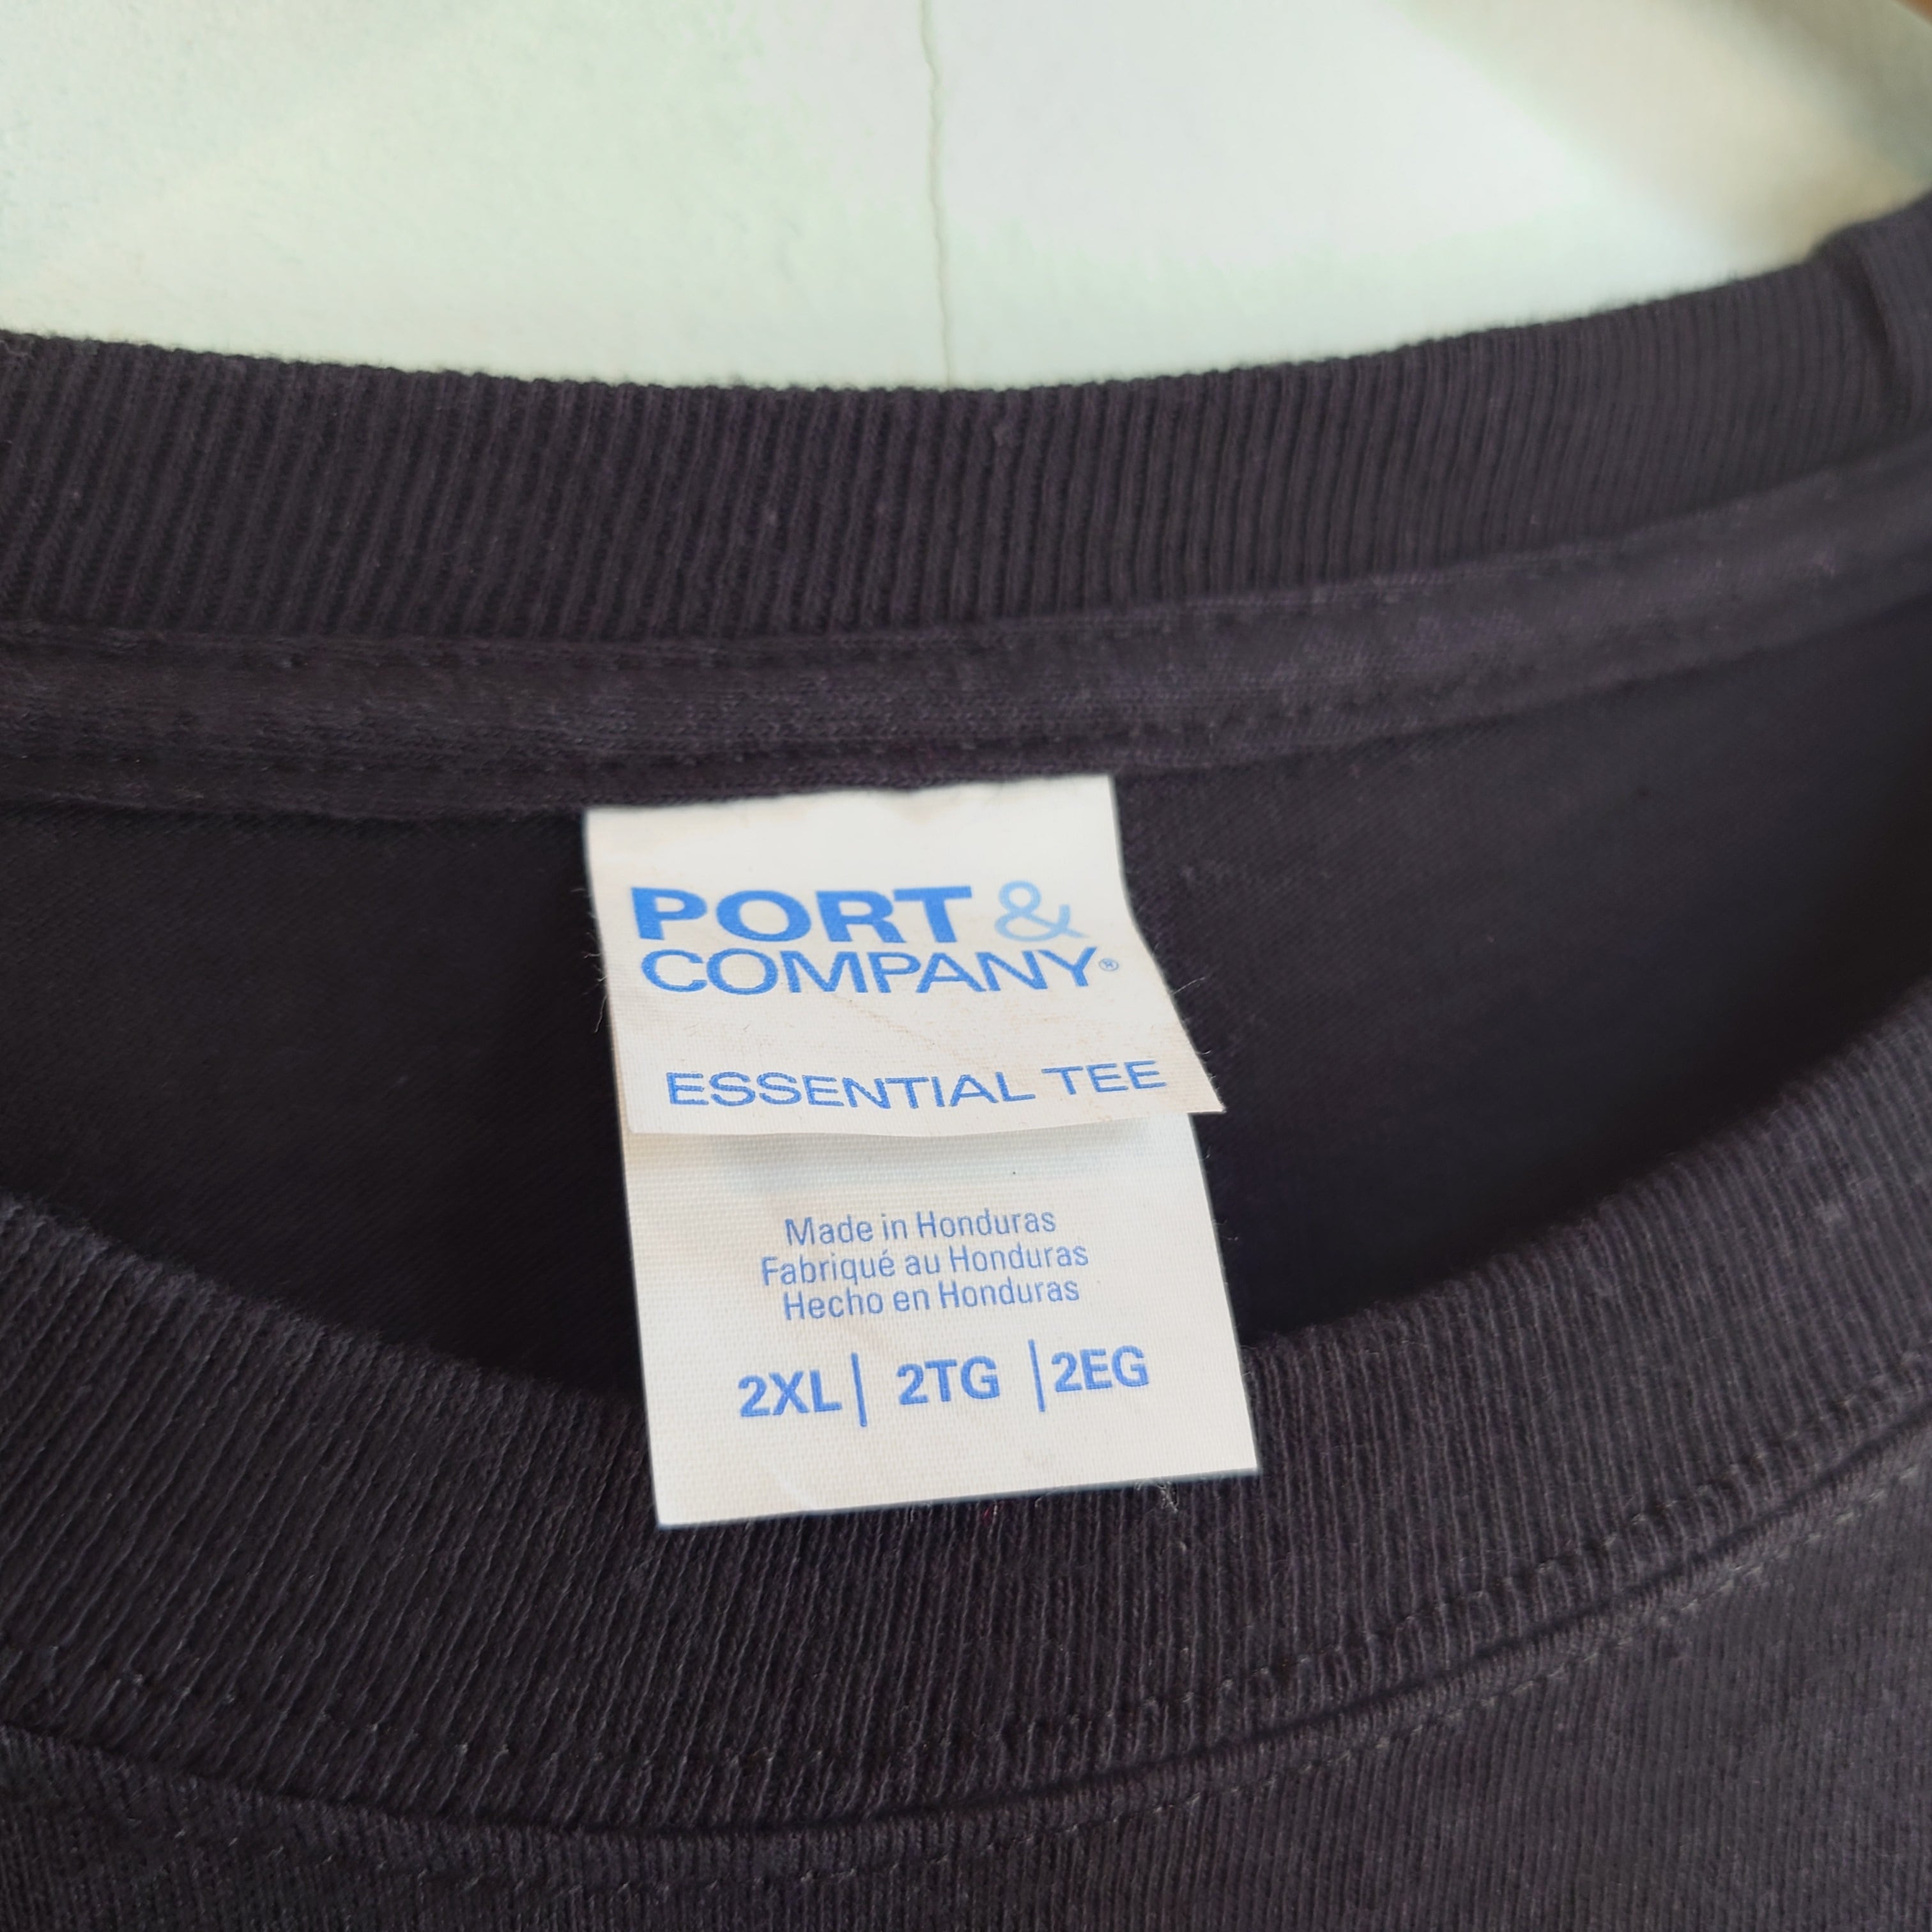 PORT &
COMPANY®
ESSENTIAL TEE
Made in Honduras
Fabriqué au Honduras
Hecho en Honduras
2XL | 2TG | 2EG